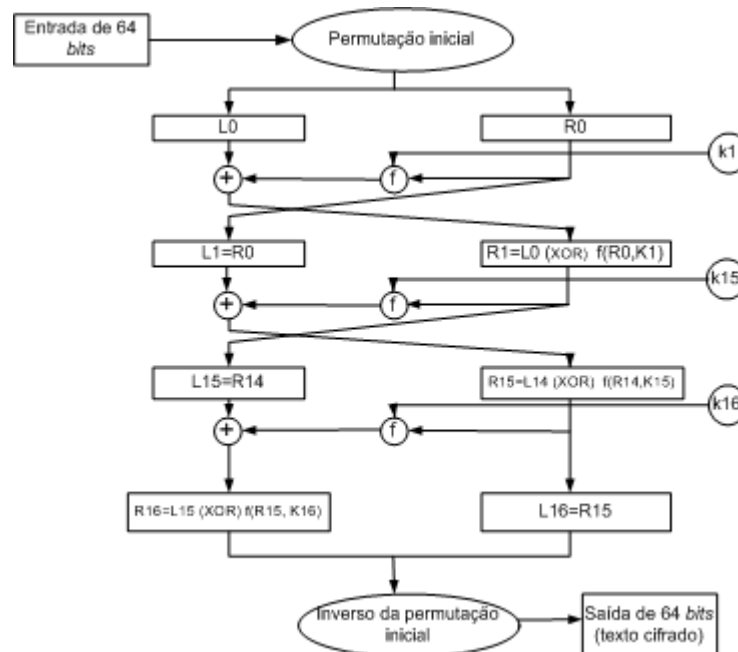 Entrada de 64
bits
Permutação inicial
L0
R0
k1
+
f
L1=R0
R1=L0 (XOR) f(R0,K1)
k15
+
f
L15=R14
R15=L14 (XOR) f(R14,K15)
k16
+
f
R16=L15 (XOR) f(R15, K16)
L16=R15
Inverso da permutação
inicial
Saída de 64 bits
(texto cifrado)